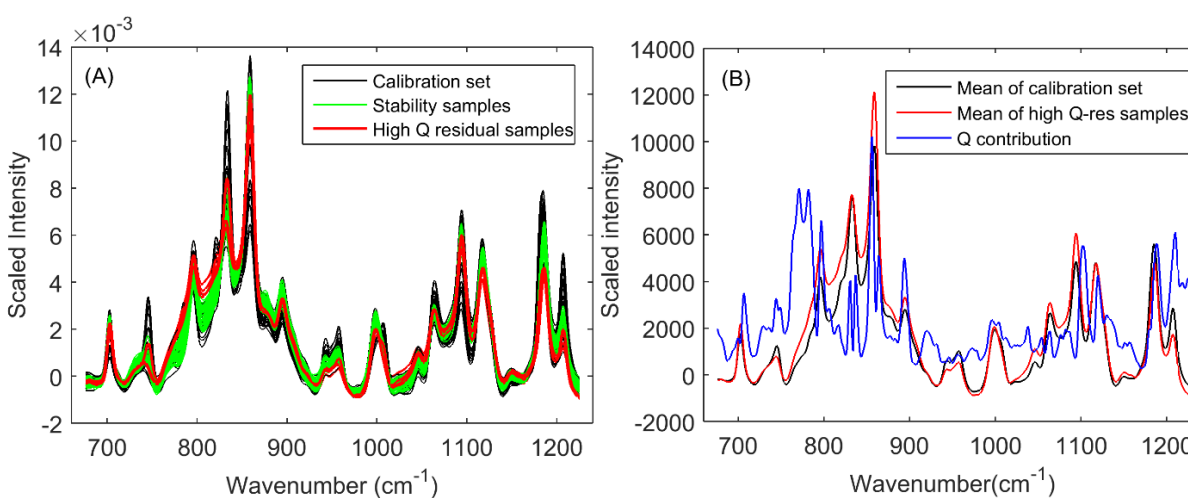 ×10⁻³
(A)
Calibration set
Stability samples
High Q residual samples
Scaled Intensity
14
12
10
8
6
4
2
0
-2
700 800 900 1000 1100 1200
Wavenumber (cm⁻¹)
(B)
Mean of calibration set
Mean of high Q-res samples
Q contribution
Scaled intensity
14000
12000
10000
8000
6000
4000
2000
0
-2000
700 800 900 1000 1100 1200
Wavenumber(cm⁻¹)